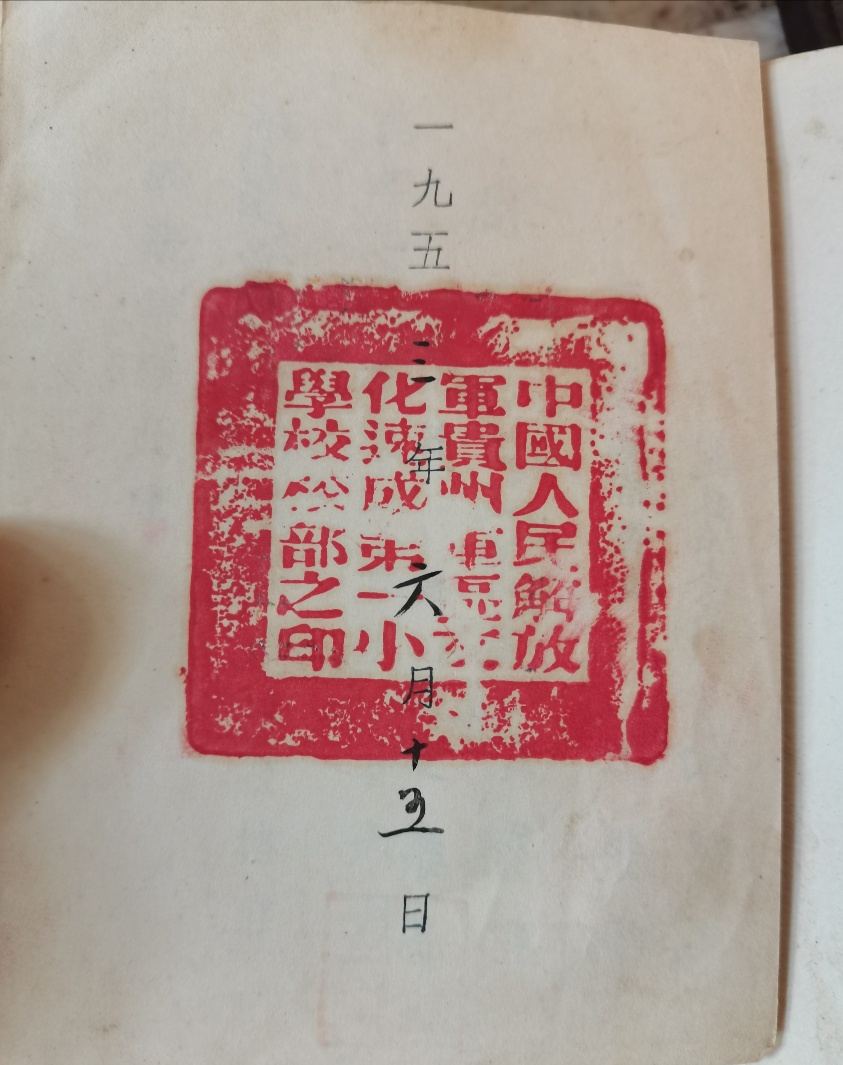 一九五三年六月十五日
中國人民解放
軍貴州軍區文
化速成第一小
學校部之印